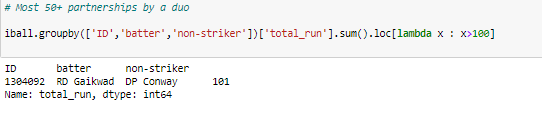 # Most 50+ partnerships by a duo
iball.groupby(['ID','batter','non-striker'])['total_run'].sum().loc[lambda x : x>100]
ID batter non-striker
1304092 RD Gaikwad DP Conway 101
Name: total_run, dtype: int64